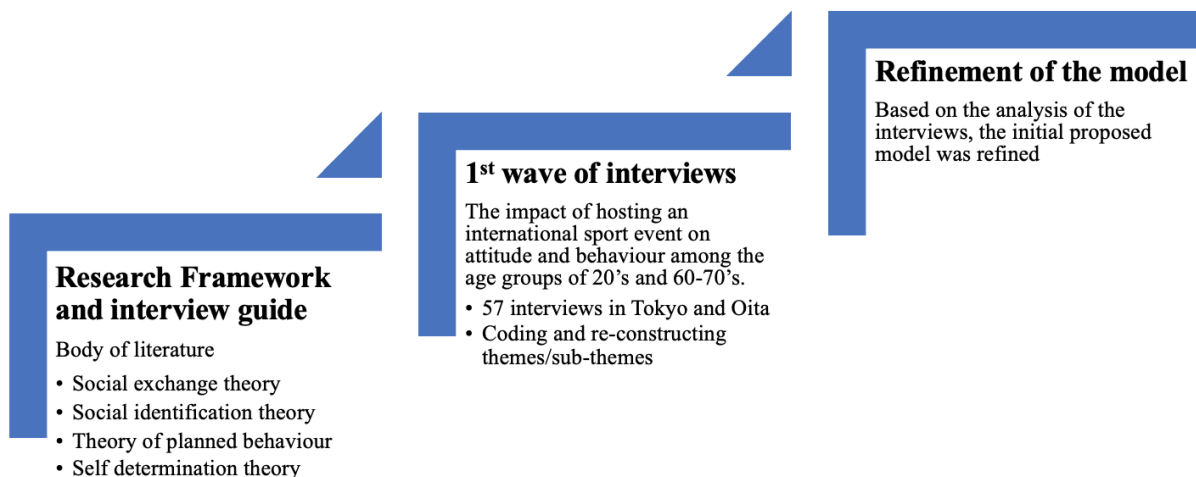 Research Framework
and interview guide
Body of literature
• Social exchange theory
• Social identification theory
• Theory of planned behaviour
• Self determination theory
1st wave of interviews
The impact of hosting an
international sport event on
attitude and behaviour among the
age groups of 20's and 60-70's.
• 57 interviews in Tokyo and Oita
• Coding and re-constructing
themes/sub-themes
Refinement of the model
Based on the analysis of the
interviews, the initial proposed
model was refined